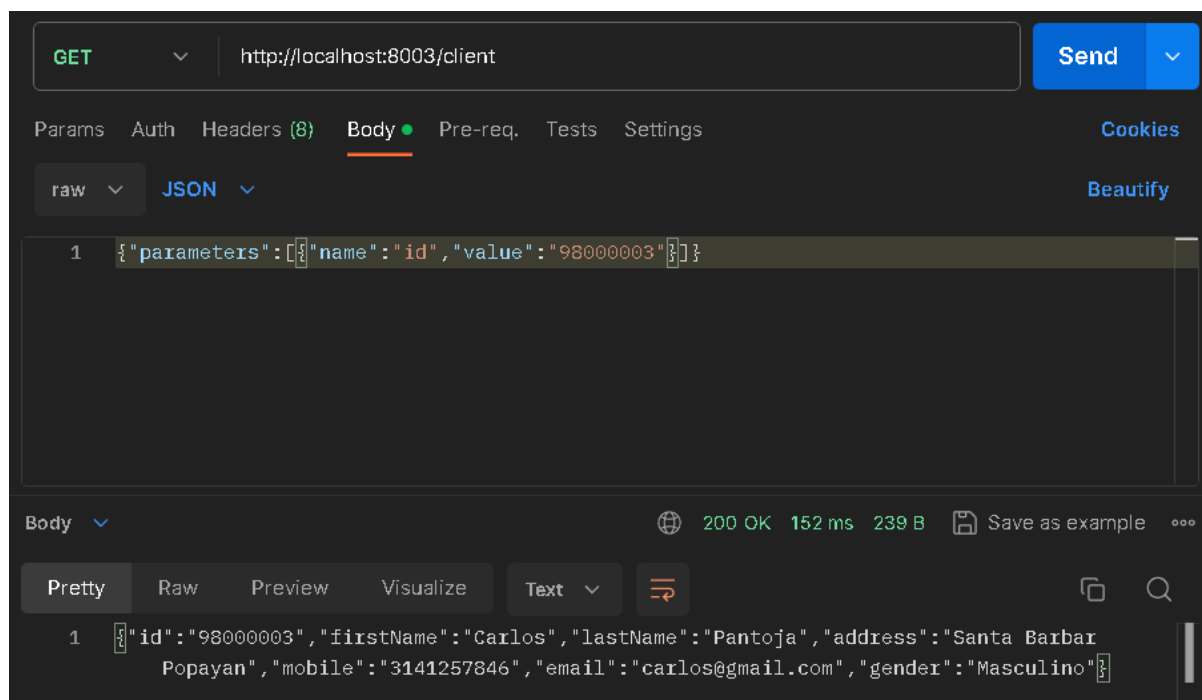 GET http://localhost:8003/client Send
Params Auth Headers (8) Body Pre-req. Tests Settings Cookies
raw JSON Beautify
1 {"parameters":[{"name":"id","value":"98000003"}]}
Body 200 OK 152 ms 239 B Save as example
Pretty Raw Preview Visualize Text
1 {"id":"98000003","firstName":"Carlos","lastName":"Pantoja","address":"Santa Barbar
Popayan","mobile":"3141257846","email":"carlos@gmail.com","gender":"Masculino"}